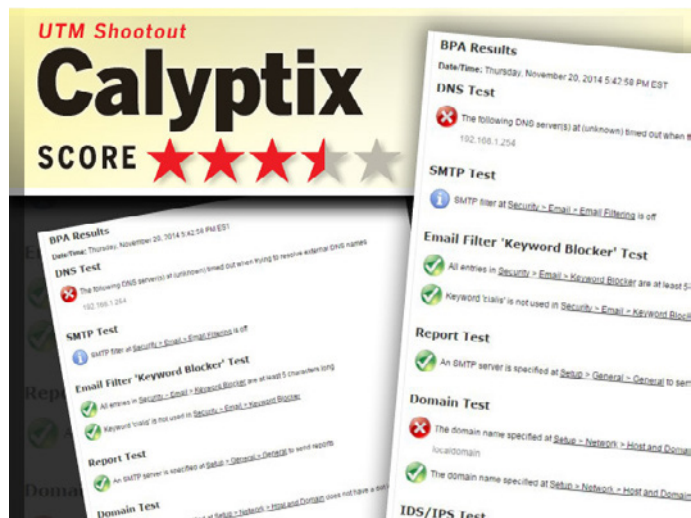 UTM Shootout
Calyptix
SCORE
BPA Results
Date/Time: Thursday, November 20, 2014 5:42:58 PM EST
DNS Test
The following DNS server(s) at (unknown) timed out when trying to resolve external DNS names
192.168.1.254
SMTP Test
SMTP filter at Security > Email > Email Filtering is off
Email Filter 'Keyword Blocker' Test
All entries in Security > Email > Keyword Blocker are at least 5 characters long
Keyword 'cialis' is not used in Security > Email > Keyword Blocker
Report Test
An SMTP server is specified at Setup > General > General to send reports
Domain Test
at Setup > Network > Host and Domain does not have a dot
BPA Results
Date/Time: Thursday, November 20, 2014 5:42:58 PM EST
DNS Test
The following DNS server(s) at (unknown) timed out when
192.168.1.254
SMTP Test
SMTP filter at Security > Email > Email Filtering is off
Email Filter 'Keyword Blocker' Test
All entries in Security > Email > Keyword Blocker are at least 5
Keyword 'cialis' is not used in Security > Email > Keyword
Report Test
An SMTP server is specified at Setup > General > General to
Domain Test
The domain name specified at Setup > Network > Host and
localdomain
The domain name specified at Setup > Network > Host and
IDS/IPS Test